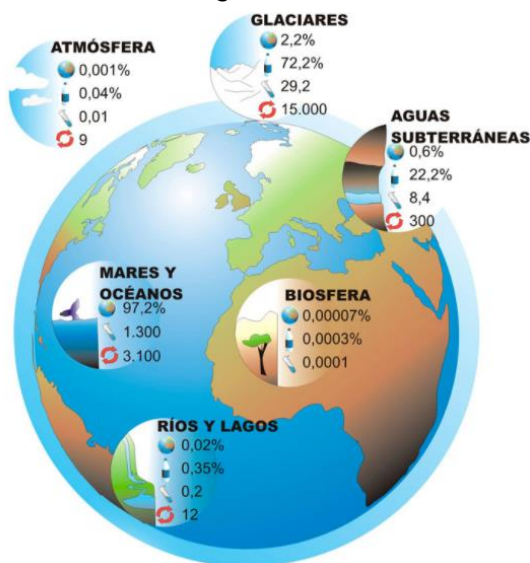 GLACIARES
2,2%
72,2%
29,2
15.000
ATMÓSFERA
0,001%
0,04%
0,01
9
AGUAS
SUBTERRÁNEAS
0,6%
22,2%
8,4
300
MARES Y
OCÉANOS
97,2%
1.300
3.100
BIOSFERA
0,00007%
0,0003%
0,0001
RÍOS Y LAGOS
0,02%
0,35%
0,2
12